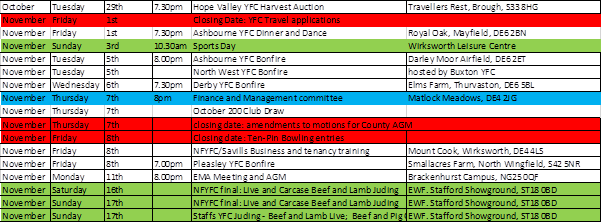 October Tuesday 29th 7.30pm Hope Valley YFC Harvest Auction Travellers Rest, Brough, S33 8HG
November Friday 1st Closing Date: YFC Travel applications
November Friday 1st 7.30pm Ashbourne YFC Dinner and Dance Royal Oak, Mayfield, DE6 2BN
November Sunday 3rd 10.30am Sports Day Wirksworth Leisure Centre
November Tuesday 5th 8.00pm Ashbourne YFC Bonfire Darley Moor Airfield, DE6 2ET
November Tuesday 5th North West YFC Bonfire hosted by Buxton YFC
November Wednesday 6th 7.30pm Derby YFC Bonfire Elms Farm, Thurvaston, DE6 5BL
November Thursday 7th 8pm Finance and Management committee Matlock Meadows, DE4 2JG
November Thursday 7th October 200 Club Draw
November Thursday 7th closing date: amendments to motions for County AGM
November Friday 8th Closing date: Ten-Pin Bowling entries
November Friday 8th NFYFC/Savills Business and tenancy training Mount Cook, Wirksworth, DE4 4LS
November Friday 8th 7.00pm Pleasley YFC Bonfire Smallacres Farm, North Wingfield, S42 5NR
November Monday 11th 8.00pm EMA Meeting and AGM Brackenhurst Campus, NG25 0QF
November Saturday 16th NFYFC final: Live and Carcase Beef and Lamb Juding EWF. Stafford Showground, ST18 0BD
November Sunday 17th NFYFC final: Live and Carcase Beef and Lamb Juding EWF. Stafford Showground, ST18 0BD
November Sunday 17th Staffs YFC Juding - Beef and Lamb Live; Beef and Pig EWF. Stafford Showground, ST18 0BD